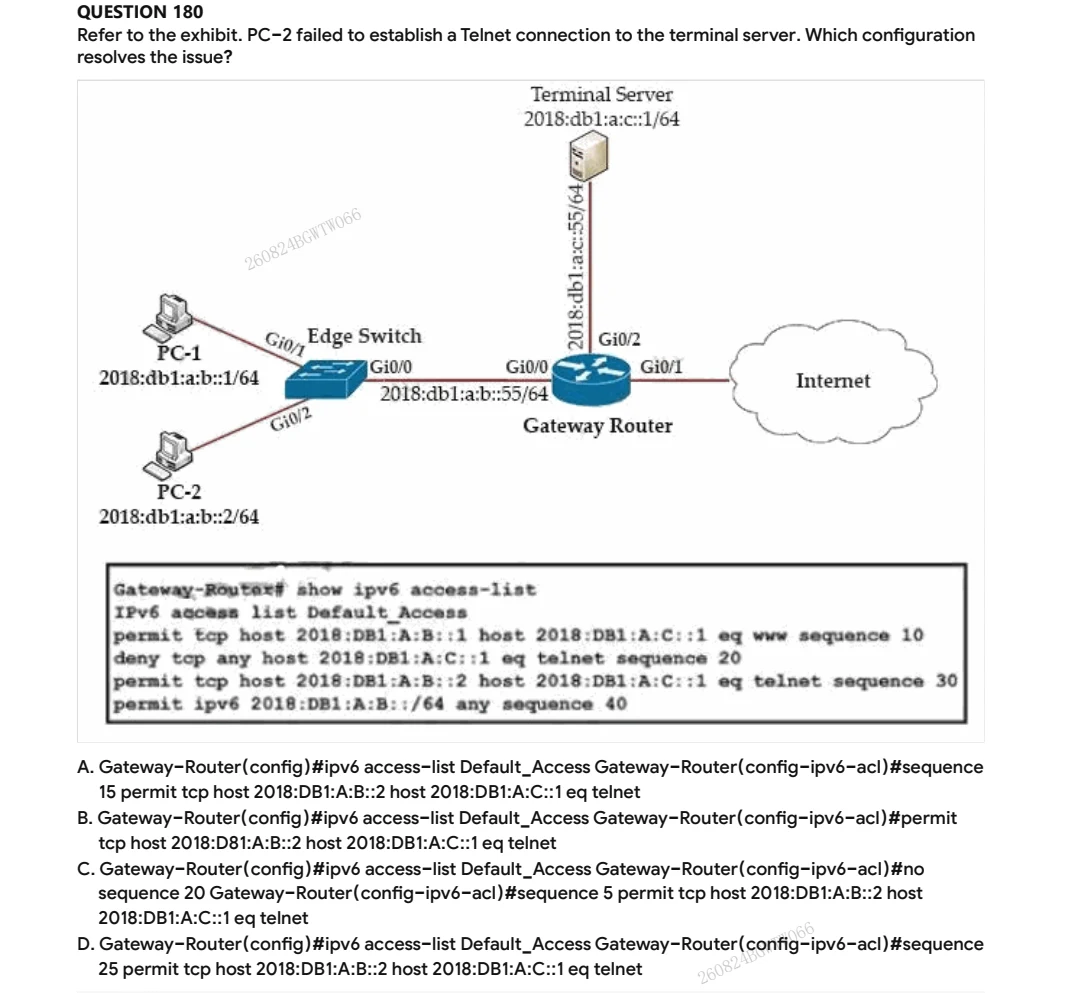 QUESTION 180
Refer to the exhibit. PC-2 failed to establish a Telnet connection to the terminal server. Which configuration
resolves the issue?
Terminal Server
2018:db1:a:c::1/64
2018:db1:a:c::55/64
260824BGWTW066
PC-1
2018:db1:a:b::1/64
Gi0/1
Edge Switch
Gi0/0
Gi0/0
2018:db1:a:b::55/64
Gi0/2
Gi0/1
Gateway Router
Internet
Gi0/2
PC-2
2018:db1:a:b::2/64
Gateway-Router# show ipv6 access-list
IPv6 access list Default_Access
permit tcp host 2018:DB1:A:B::1 host 2018:DB1:A:C::1 eq www sequence 10
deny tcp any host 2018:DB1:A:C::1 eq telnet sequence 20
permit tcp host 2018:DB1:A:B::2 host 2018:DB1:A:C::1 eq telnet sequence 30
permit ipv6 2018:DB1:A:B::/64 any sequence 40
A. Gateway-Router(config)#ipv6 access-list Default_Access Gateway-Router(config-ipv6-acl)#sequence
15 permit tcp host 2018:DB1:A:B::2 host 2018:DB1:A:C::1 eq telnet
B. Gateway-Router(config)#ipv6 access-list Default_Access Gateway-Router(config-ipv6-acl)#permit
tcp host 2018:D81:A:B::2 host 2018:DB1:A:C::1 eq telnet
C. Gateway-Router(config)#ipv6 access-list Default_Access Gateway-Router(config-ipv6-acl)#no
sequence 20 Gateway-Router(config-ipv6-acl)#sequence 5 permit tcp host 2018:DB1:A:B::2 host
2018:DB1:A:C::1 eq telnet
D. Gateway-Router(config)#ipv6 access-list Default_Access Gateway-Router(config-ipv6-acl)#sequence
25 permit tcp host 2018:DB1:A:B::2 host 2018:DB1:A:C::1 eq telnet
260824BGWTW066